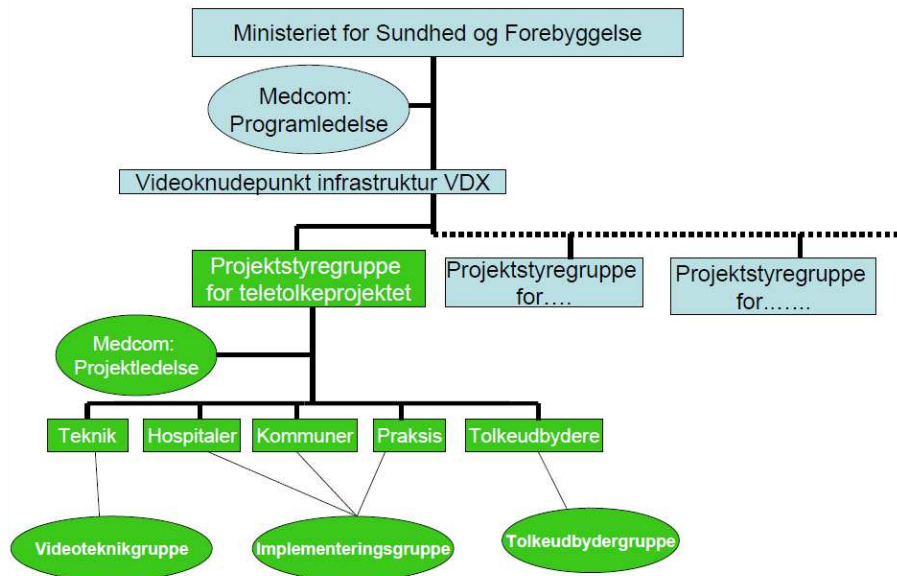 Ministeriet for Sundhed og Forebyggelse
Medcom:
Programledelse
Videoknudepunkt infrastruktur VDX
Projektstyregruppe
for teletolkeprojektet
Projektstyregruppe
for….
Projektstyregruppe
for…....
Medcom:
Projektledelse
Teknik
Hospitaler
Kommuner
Praksis
Tolkeudbydere
Videoteknikgruppe
Implementeringsgruppe
Tolkeudbydergruppe